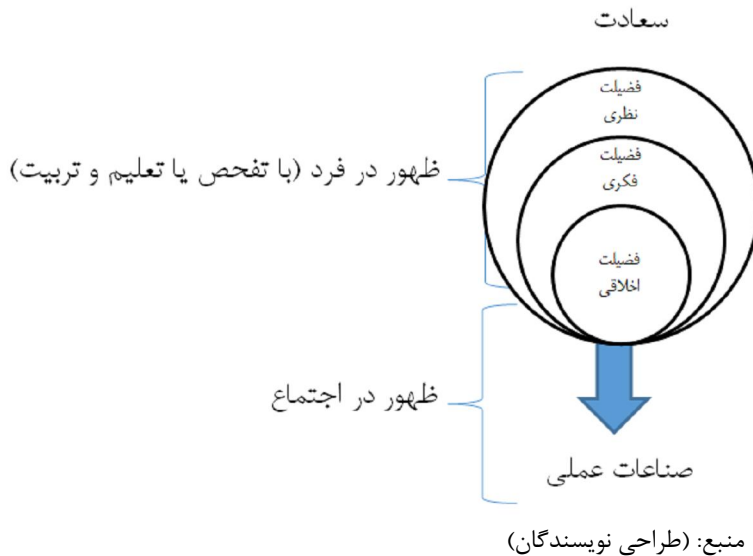 سعادت
فضیلت
نظری
فضیلت
فکری
فضیلت
اخلاقی
ظهور در فرد (با تفحص یا تعلیم و تربیت)
ظهور در اجتماع
صناعات عملی
منبع: (طراحی نویسندگان)